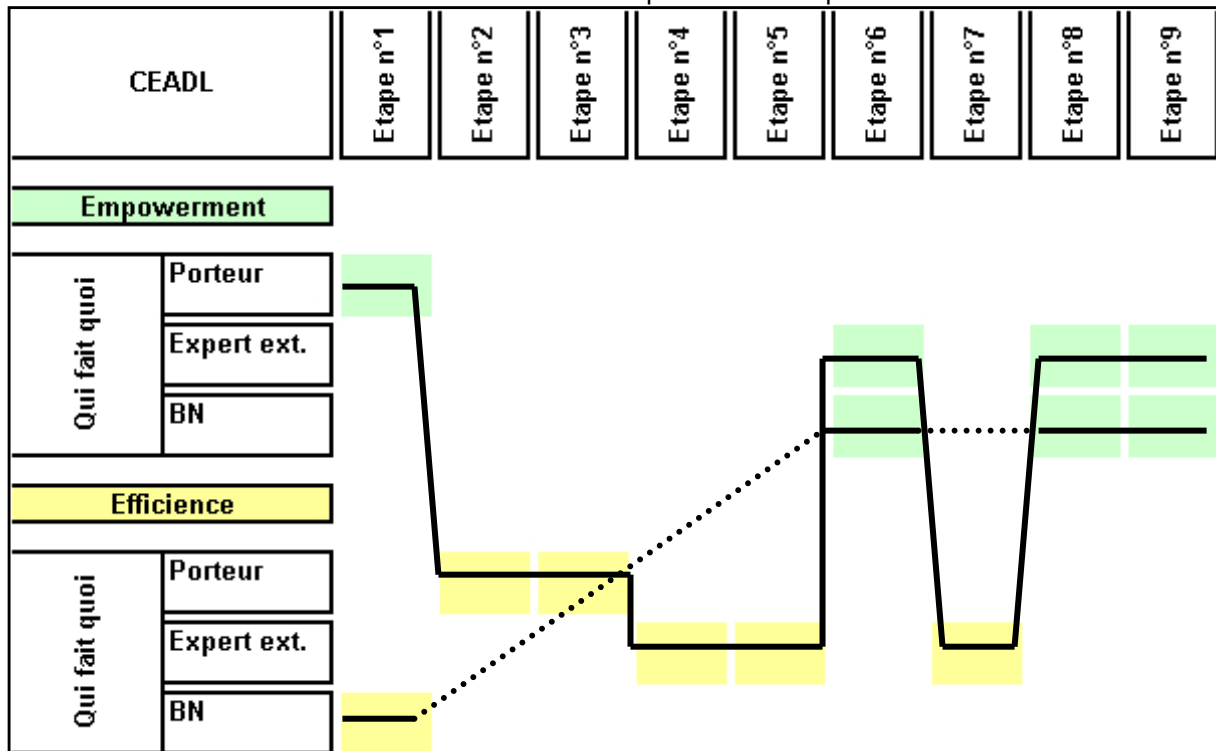 CEADL
Etape n°1
Etape n°2
Etape n°3
Etape n°4
Etape n°5
Etape n°6
Etape n°7
Etape n°8
Etape n°9
Empowerment
Qui fait quoi
Porteur
Expert ext.
BN
Efficience
Qui fait quoi
Porteur
Expert ext.
BN